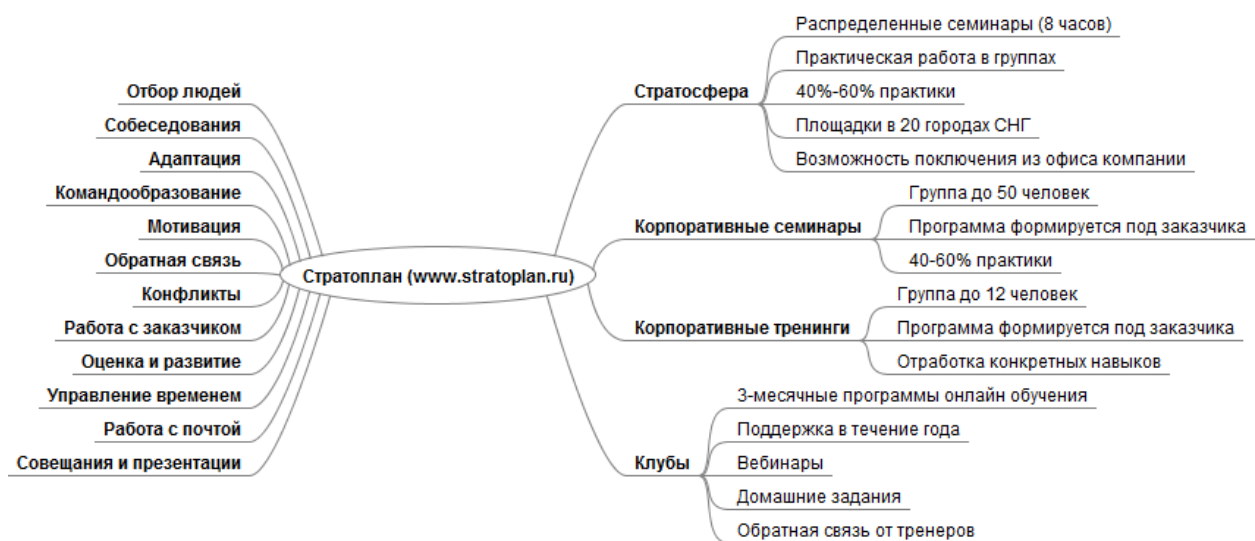 Отбор людей
Собеседования
Адаптация
Командообразование
Мотивация
Обратная связь
Конфликты
Работа с заказчиком
Оценка и развитие
Управление временем
Работа с почтой
Совещания и презентации
Стратоплан (www.stratoplan.ru)
Стратосфера
Распределенные семинары (8 часов)
Практическая работа в группах
40%-60% практики
Площадки в 20 городах СНГ
Возможность поключения из офиса компании
Корпоративные семинары
Группа до 50 человек
Программа формируется под заказчика
40-60% практики
Корпоративные тренинги
Группа до 12 человек
Программа формируется под заказчика
Отработка конкретных навыков
Клубы
3-месячные программы онлайн обучения
Поддержка в течение года
Вебинары
Домашние задания
Обратная связь от тренеров